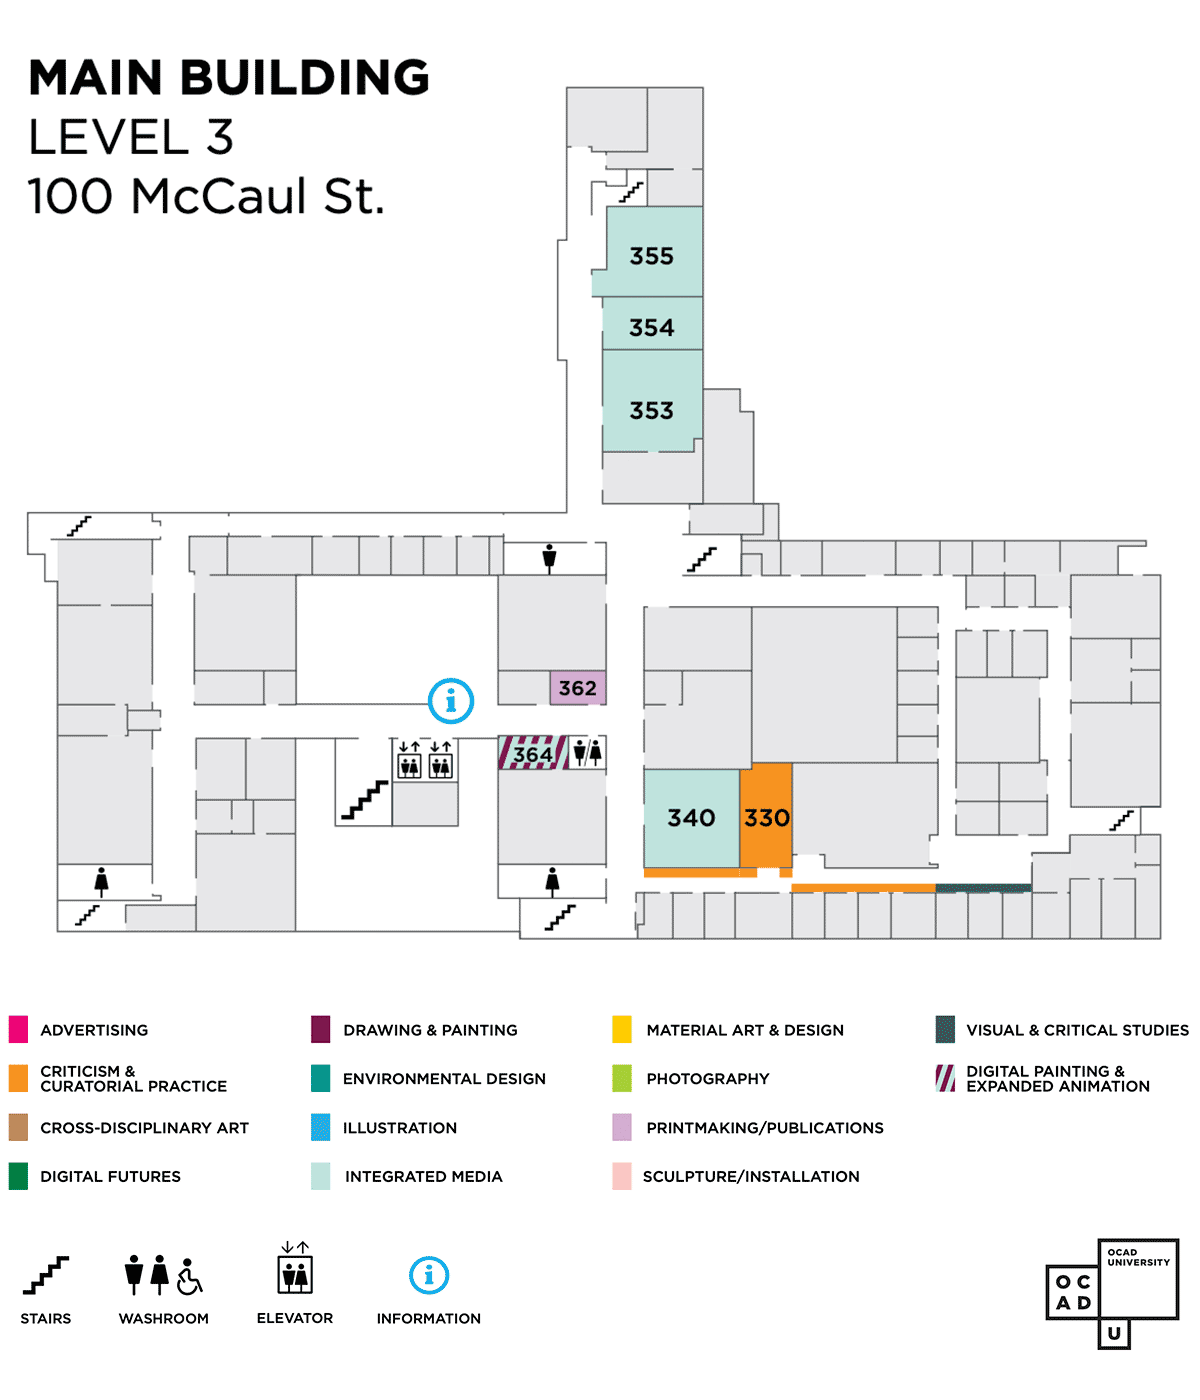 MAIN BUILDING
LEVEL 3
100 McCaul St.
355
354
353
362
364
340
330
ADVERTISING
CRITICISM &
CURATORIAL PRACTICE
CROSS-DISCIPLINARY ART
DIGITAL FUTURES
DRAWING & PAINTING
ENVIRONMENTAL DESIGN
ILLUSTRATION
INTEGRATED MEDIA
MATERIAL ART & DESIGN
PHOTOGRAPHY
PRINTMAKING/PUBLICATIONS
SCULPTURE/INSTALLATION
VISUAL & CRITICAL STUDIES
DIGITAL PAINTING &
EXPANDED ANIMATION
STAIRS
WASHROOM
ELEVATOR
INFORMATION
OCAD
UNIVERSITY
OC
AD
U